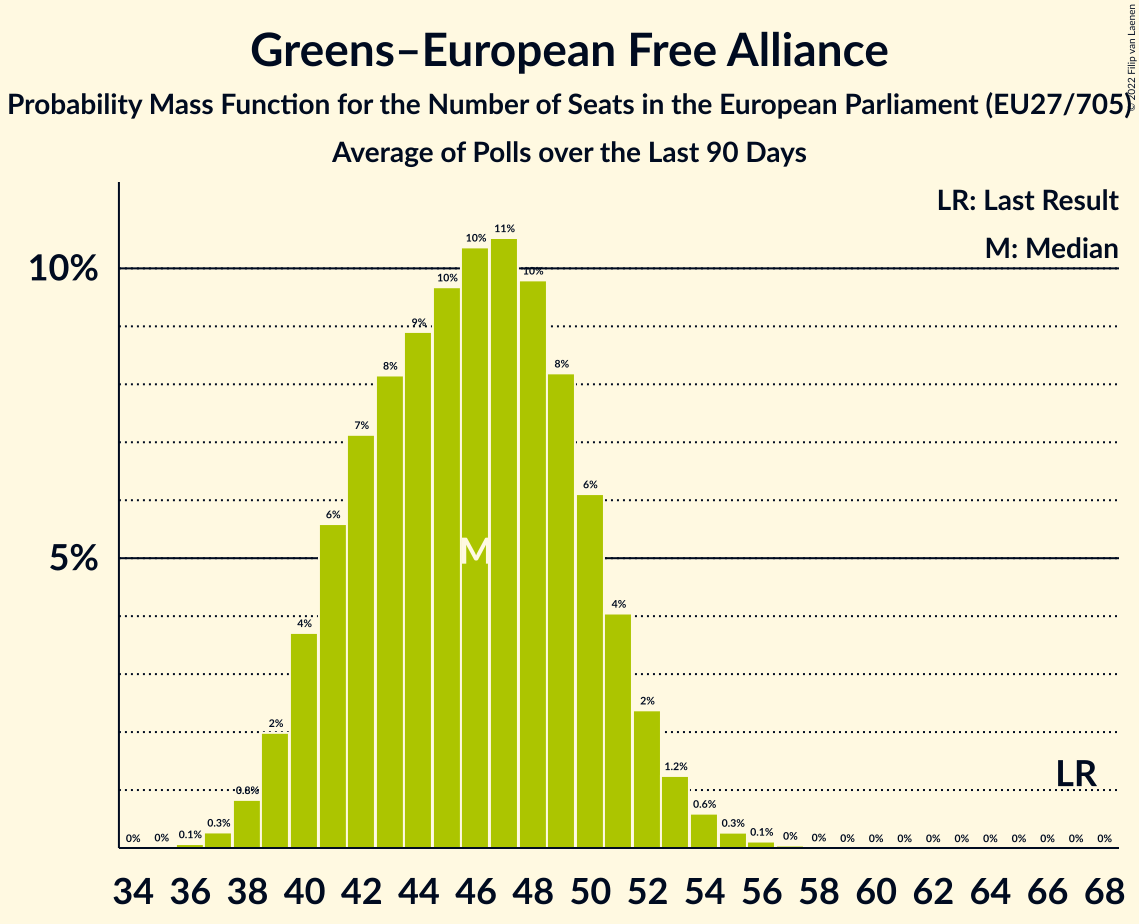 Greens–European Free Alliance
Probability Mass Function for the Number of Seats in the European Parliament (EU27/705)
Average of Polls over the Last 90 Days
© 2022 Filip van Laenen
LR: Last Result
M: Median
10%
5%
0% 0% 0.1% 0.3% 0.8% 2% 4% 6% 7% 8% 9% 10% 10% 11% 10% 8% 6% 4% 2% 1.2% 0.6% 0.3% 0.1% 0% 0% 0% 0% 0% 0% 0% 0% 0% 0% 0% 0%
M
LR
34 36 38 40 42 44 46 48 50 52 54 56 58 60 62 64 66 68